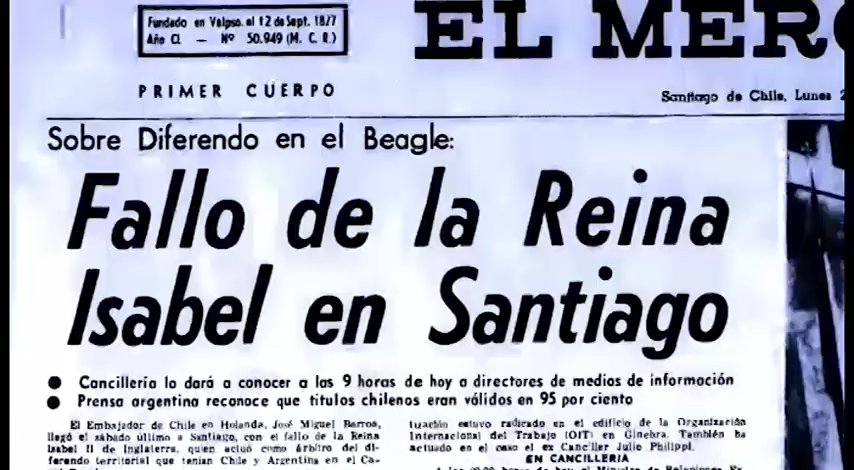 Fundado en Valpso. el 12 de Sept. 1827
Año CL — Nº 50.949 (M. C. R.)
EL MERC
PRIMER CUERPO
Santiago de Chile, Lunes 2
Sobre Diferendo en el Beagle:
Fallo de la Reina
Isabel en Santiago
● Cancillería lo dará a conocer a las 9 horas de hoy a directores de medios de información
● Prensa argentina reconoce que títulos chilenos eran válidos en 95 por ciento
El Embajador de Chile en Holanda, José Miguel Barros,
llegó el sábado último a Santiago, con el fallo de la Reina
Isabel II de Inglaterra, quien actuó como árbitro del di-
ferendo territorial que tenían Chile y Argentina en el Ca-
tuación estuvo radicado en el edificio de la Organización
Internacional del Trabajo (OIT) en Ginebra. También ha
actuado en el caso el ex Canciller Julio Philippi.
EN CANCILLERIA